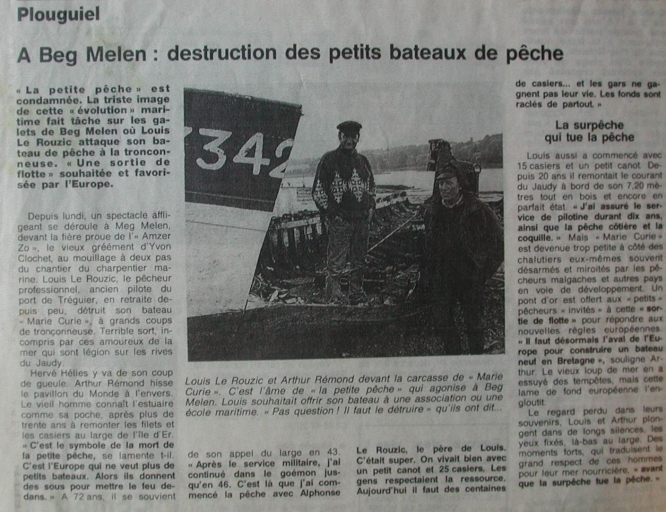 Plouguiel
A Beg Melen : destruction des petits bateaux de pêche
« La petite pêche » est
condamnée. La triste image
de cette « évolution » mari-
time fait tâche sur les ga-
lets de Beg Melen où Louis
Le Rouzic attaque son ba-
teau de pêche à la tronçon-
neuse. « Une sortie de
flotte » souhaitée et favori-
sée par l'Europe.
Depuis lundi, un spectacle affli-
geant se déroule à Meg Melen,
devant la fière proue de l'« Amzer
Zo », le vieux gréement d'Yvon
Clochet, au mouillage à deux pas
du chantier du charpentier ma-
rine. Louis Le Rouzic, le pêcheur
professionnel, ancien pilote du
port de Tréguier, en retraite de-
puis peu, détruit son bateau
« Marie Curie », à grands coups
de tronçonneuse. Terrible sort, in-
compris par ces amoureux de la
mer qui sont légion sur les rives
du Jaudy.
Hervé Hélies y va de son coup
de gueule. Arthur Rémond hisse
le pavillon du Monde à l'envers.
Le vieil homme connaît l'estuaire
comme sa poche, après plus de
trente ans à remonter les filets et
les casiers au large de l'Ile d'Er.
« C'est le symbole de la mort de
la petite pêche, se lamente t-il.
C'est l'Europe qui ne veut plus de
petits bateaux. Alors ils donnent
des sous pour mettre le feu de-
dans. » A 72 ans, il se souvient
7342
Louis Le Rouzic et Arthur Rémond devant la carcasse de « Marie
Curie ». C'est l'âme de « la petite pêche » qui agonise à Beg
Melen. Louis souhaitait offrir son bateau à une association ou une
école maritime. « Pas question ! Il faut le détruire » qu'ils ont dit...
de son appel du large en 43.
« Après le service militaire, j'ai
continué dans le goémon jus-
qu'en 46. C'est là que j'ai com-
mencé la pêche avec Alphonse
Le Rouzic, le père de Louis.
C'était super. On vivait bien avec
un petit canot et 25 casiers. Les
gens respectaient la ressource.
Aujourd'hui il faut des centaines
de casiers... et les gars ne ga-
gnent pas leur vie. Les fonds sont
raclés de partout. »
La surpêche
qui tue la pêche
Louis aussi a commencé avec
15 casiers et un petit canot. De-
puis 20 ans il remontait le courant
du Jaudy à bord de son 7,20 mè-
tres tout en bois et encore en
parfait état. « J'ai assuré le ser-
vice de pilotine durant dix ans,
ainsi que la pêche côtière et la
coquille. » Mais « Marie Curie »
est devenue trop petite à côté des
chalutiers eux-mêmes souvent
désarmés et miroités par les pê-
cheurs malgaches et autres pays
en voie de développement. Un
pont d'or est offert aux « petits »
pêcheurs « invités » à cette « sor-
tie de flotte » pour répondre aux
nouvelles règles européennes.
« Il faut désormais l'aval de l'Eu-
rope pour construire un bateau
neuf en Bretagne », souligne Ar-
thur. Le vieux loup de mer en a
essuyé des tempêtes, mais cette
lame de fond européenne l'en-
gloutit.
Le regard perdu dans leurs
souvenirs, Louis et Arthur plon-
gent dans de longs silences, les
yeux fixés, là-bas au large. Des
moments forts, qui traduisent le
grand respect de ces hommes
pour leur mer nourricière, « avant
que la surpêche tue la pêche. »